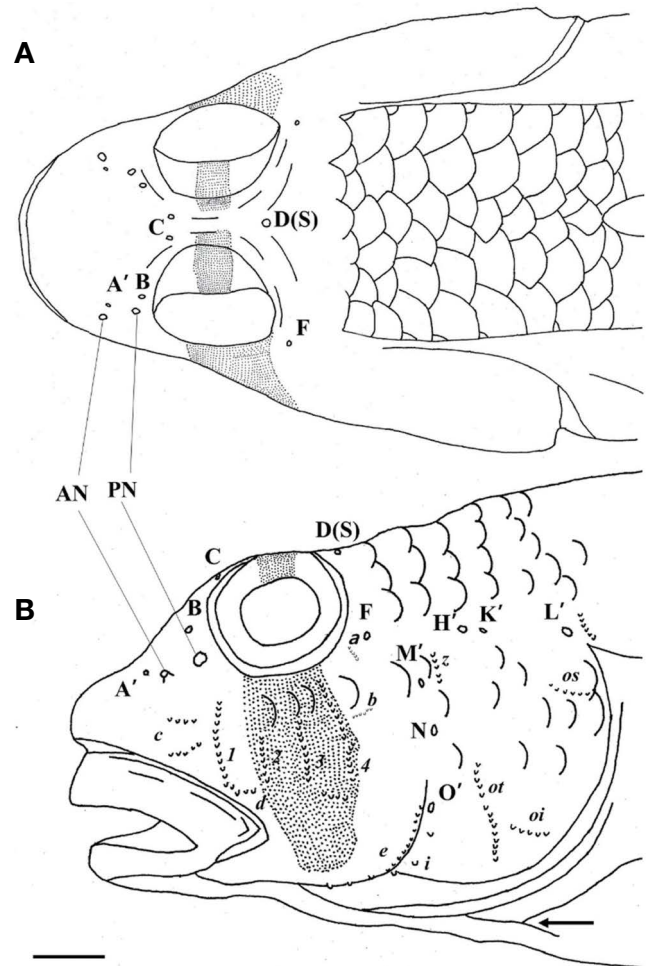 A
C
D(S)
A′ B
F
AN PN
D(S)
C
B
B
F
a
H′ K′ L′
M′ z
A′
os
b
c
N
1 2 3 4
d
O′ ot
oi
e
i